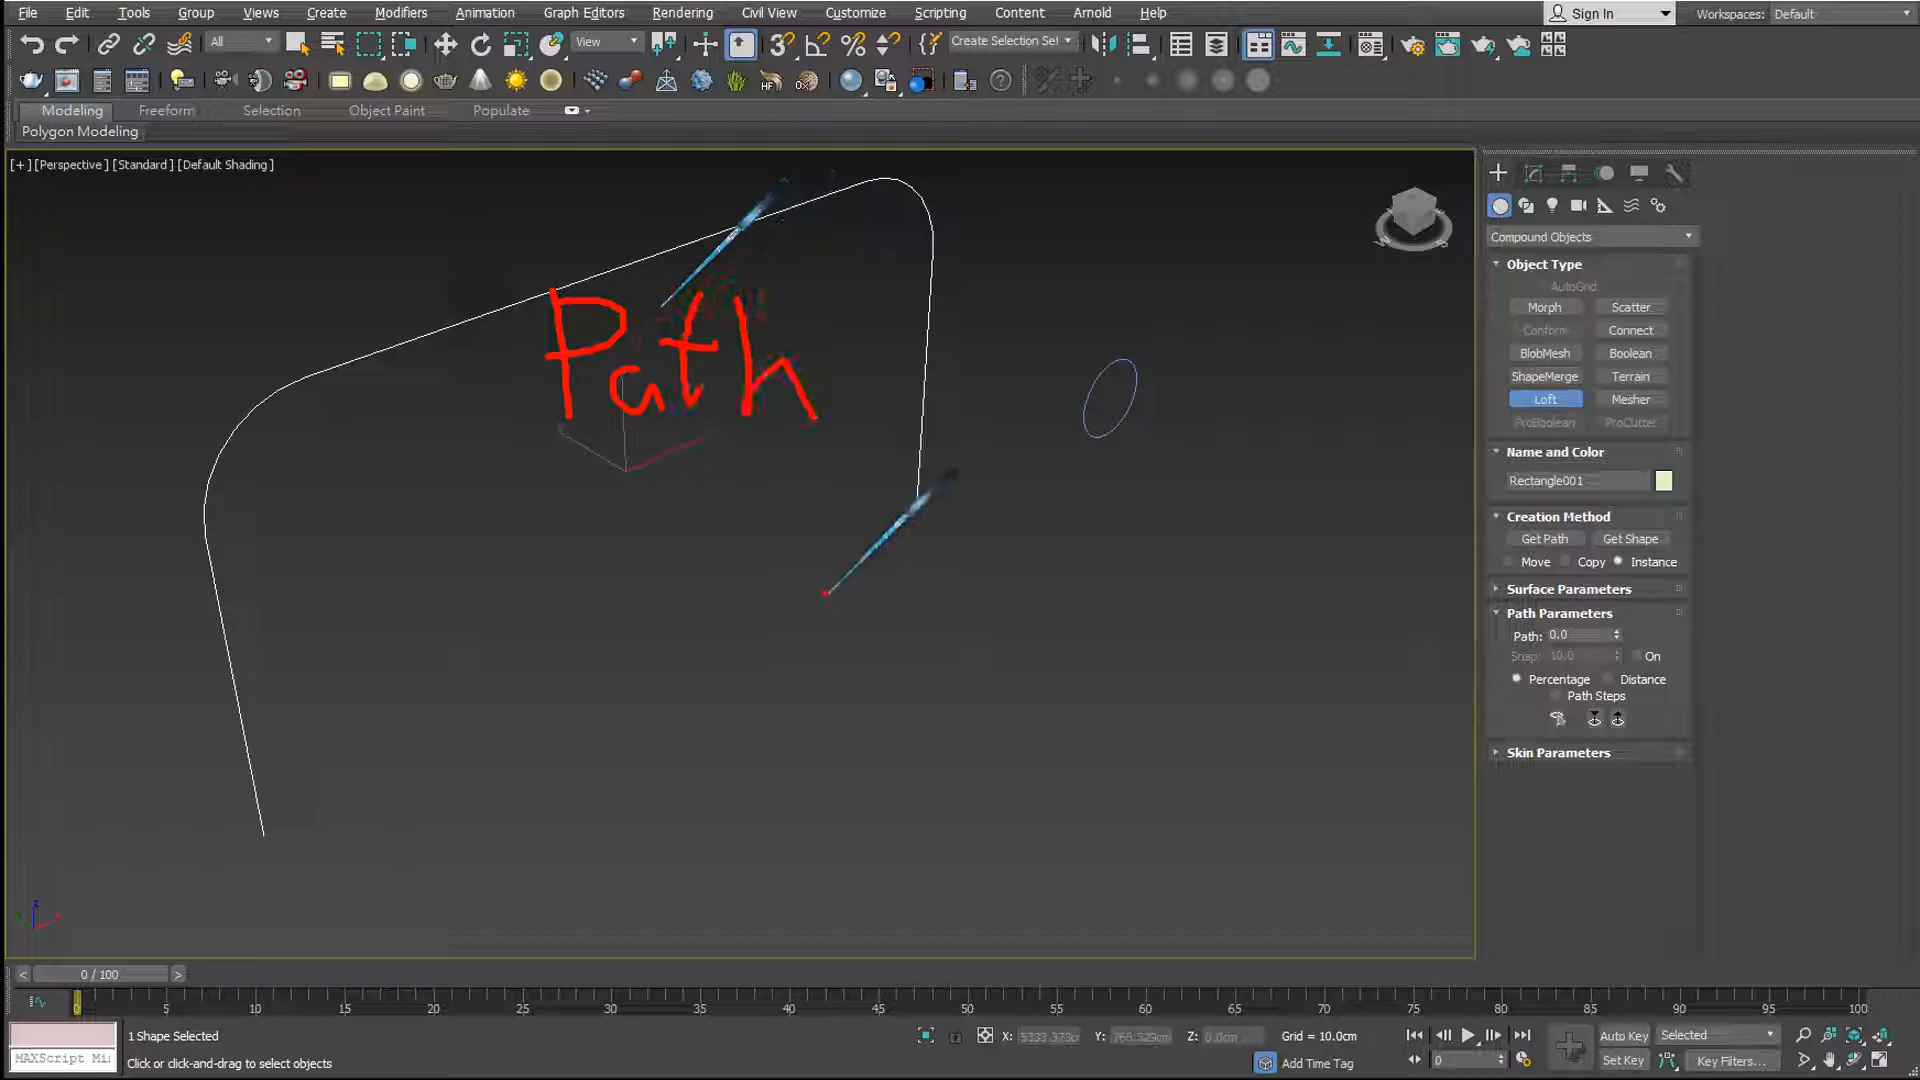 File Edit Tools Group Views Create Modifiers Animation Graph Editors Rendering Civil View Customize Scripting Content Arnold Help Sign In Workspaces: Default
All View Create Selection Sel
Modeling Freeform Selection Object Paint Populate
Polygon Modeling
[+] [Perspective] [Standard] [Default Shading]
Path
Compound Objects
Object Type
AutoGrid
Morph Scatter
Conform Connect
BlobMesh Boolean
ShapeMerge Terrain
Loft Mesher
ProBoolean ProCutter
Name and Color
Rectangle001
Creation Method
Get Path Get Shape
Move Copy Instance
Surface Parameters
Path Parameters
Path: 0.0
Snap: 10.0 On
Percentage Distance
Path Steps
Skin Parameters
< 0 / 100 >
0 5 10 15 20 25 30 35 40 45 50 55 60 65 70 75 80 85 90 95 100
1 Shape Selected X: Y: Z: 0.0cm Grid = 10.0cm Auto Key Selected
MAXScript Mi Click or click-and-drag to select objects Add Time Tag 0 Set Key Key Filters...